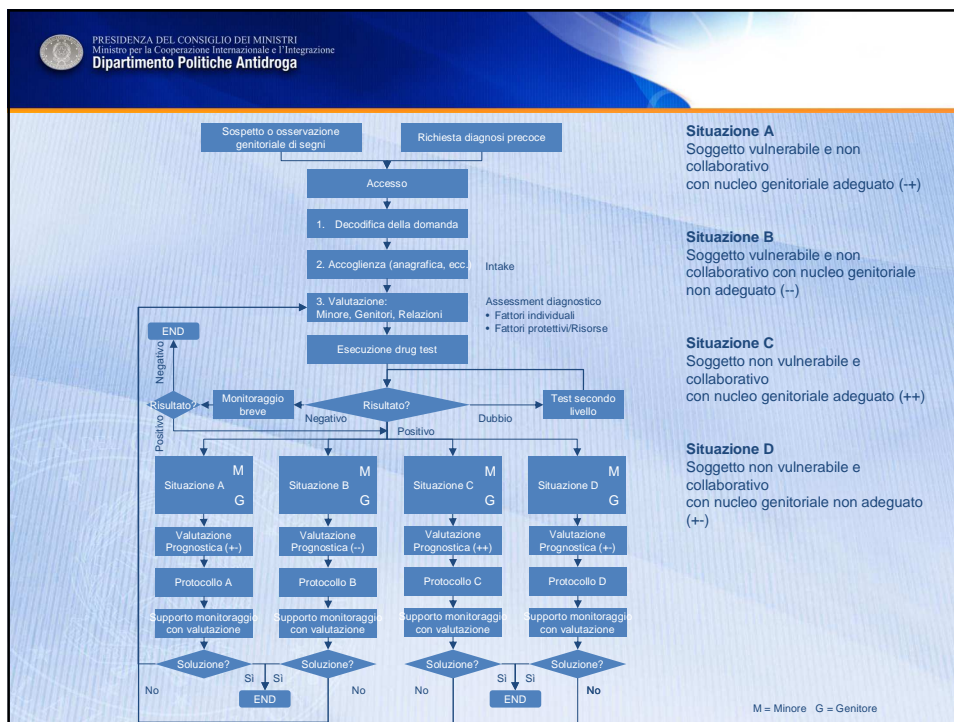 PRESIDENZA DEL CONSIGLIO DEI MINISTRI
Ministro per la Cooperazione Internazionale e l'Integrazione
Dipartimento Politiche Antidroga
Sospetto o osservazione
genitoriale di segni
Richiesta diagnosi precoce
Accesso
1. Decodifica della domanda
2. Accoglienza (anagrafica, ecc.)
Intake
3. Valutazione:
Minore, Genitori, Relazioni
Assessment diagnostico
• Fattori individuali
• Fattori protettivi/Risorse
Esecuzione drug test
END
Negativo
Risultato?
Positivo
Monitoraggio
breve
Negativo
Risultato?
Positivo
Dubbio
Test secondo
livello
M
Situazione A
G
M
Situazione B
G
M
Situazione C
G
M
Situazione D
G
Valutazione
Prognostica (+-)
Valutazione
Prognostica (--)
Valutazione
Prognostica (++)
Valutazione
Prognostica (+-)
Protocollo A
Protocollo B
Protocollo C
Protocollo D
Supporto monitoraggio
con valutazione
Supporto monitoraggio
con valutazione
Supporto monitoraggio
con valutazione
Supporto monitoraggio
con valutazione
Soluzione?
Soluzione?
Soluzione?
Soluzione?
No
Sì
Sì
No
No
Sì
Sì
No
END
END
Situazione A
Soggetto vulnerabile e non
collaborativo
con nucleo genitoriale adeguato (-+)
Situazione B
Soggetto vulnerabile e non
collaborativo con nucleo genitoriale
non adeguato (--)
Situazione C
Soggetto non vulnerabile e
collaborativo
con nucleo genitoriale adeguato (++)
Situazione D
Soggetto non vulnerabile e
collaborativo
con nucleo genitoriale non adeguato
(+-)
M = Minore G = Genitore